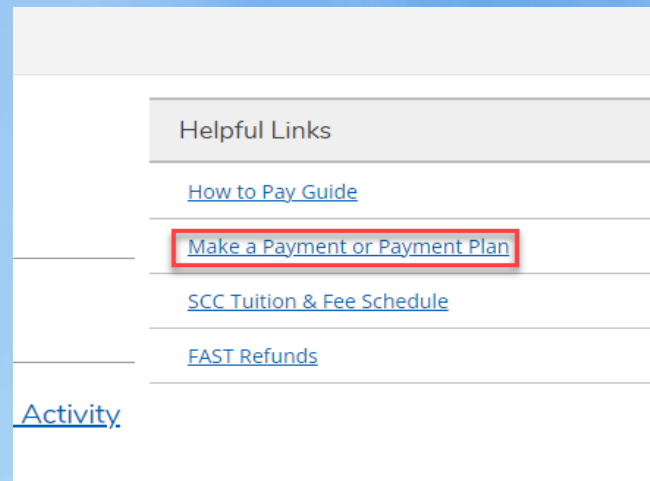 Helpful Links
How to Pay Guide
Make a Payment or Payment Plan
SCC Tuition & Fee Schedule
FAST Refunds
Activity